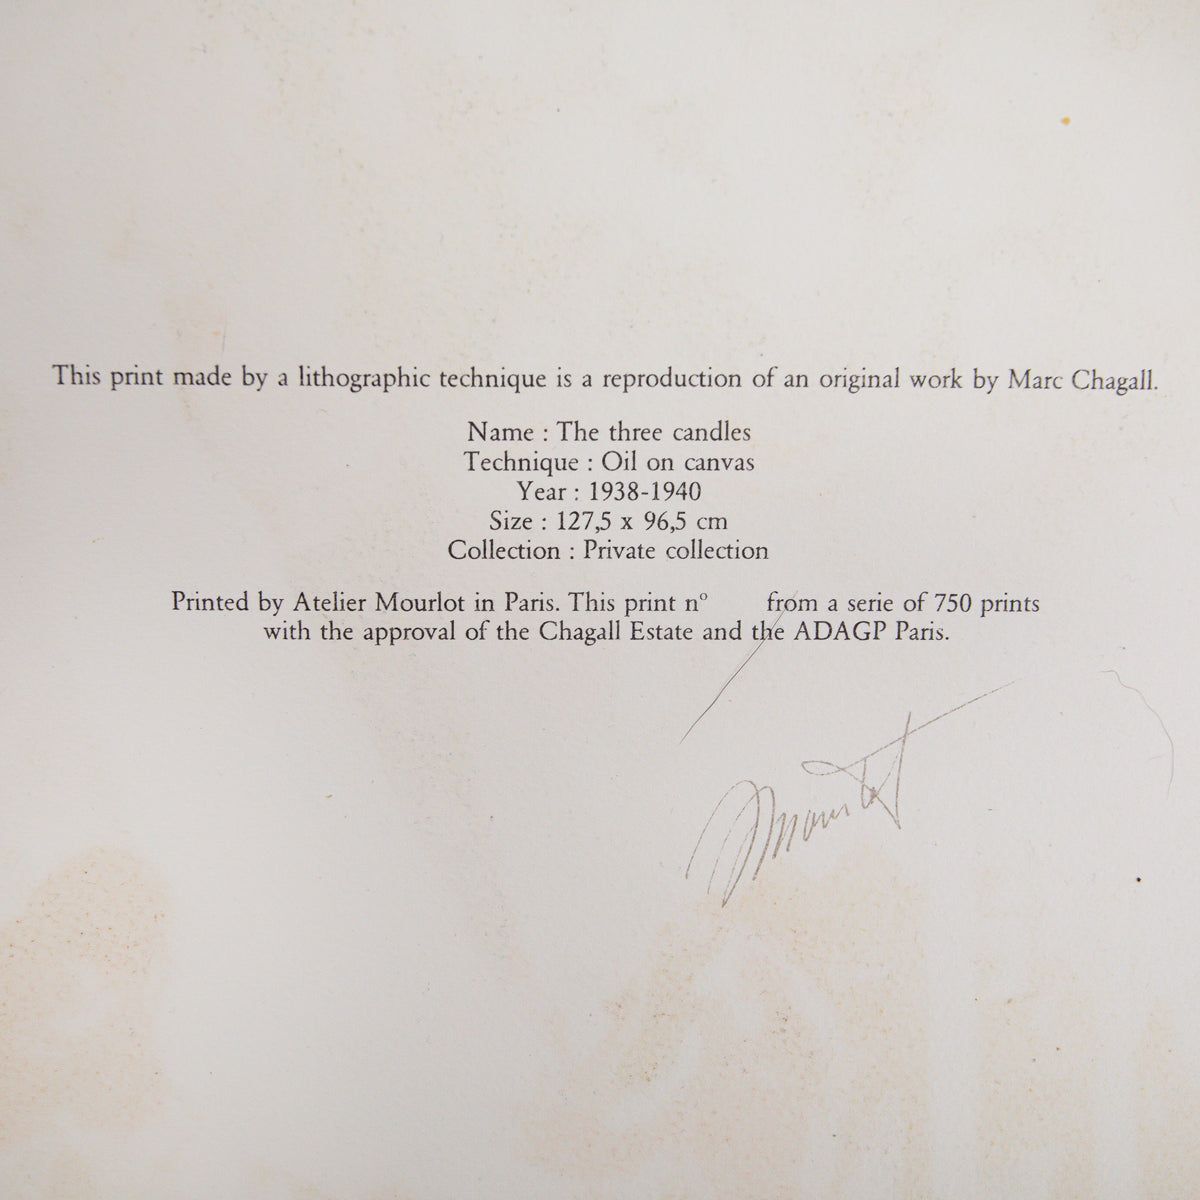 This print made by a lithographic technique is a reproduction of an original work by Marc Chagall.
Name : The three candles
Technique : Oil on canvas
Year : 1938-1940
Size : 127,5 x 96,5 cm
Collection : Private collection
Printed by Atelier Mourlot in Paris. This print n° from a serie of 750 prints
with the approval of the Chagall Estate and the ADAGP Paris.
Mourlot